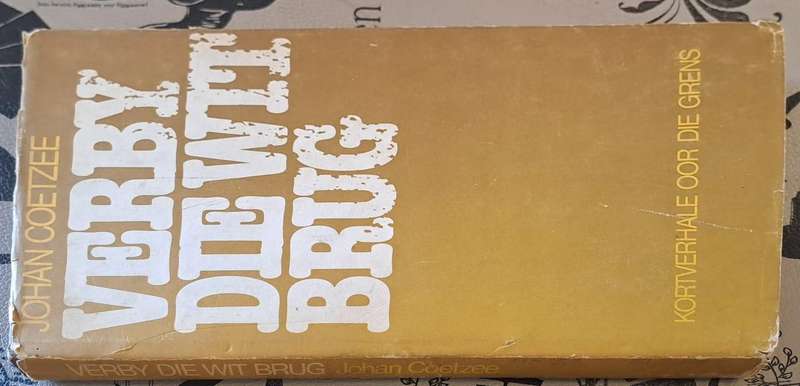 JOHAN COETZEE
VERBY
DIE WIT
BRUG
KORTVERHALE OOR DIE GRENS
VERBY DIE WIT BRUG Johan Coetzee